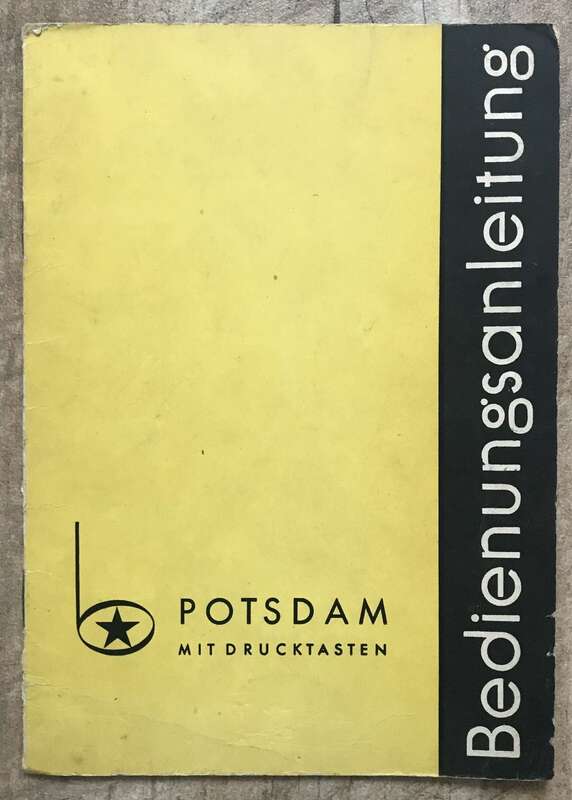 b
POTSDAM
MIT DRUCKTASTEN
Bedienungsanleitung